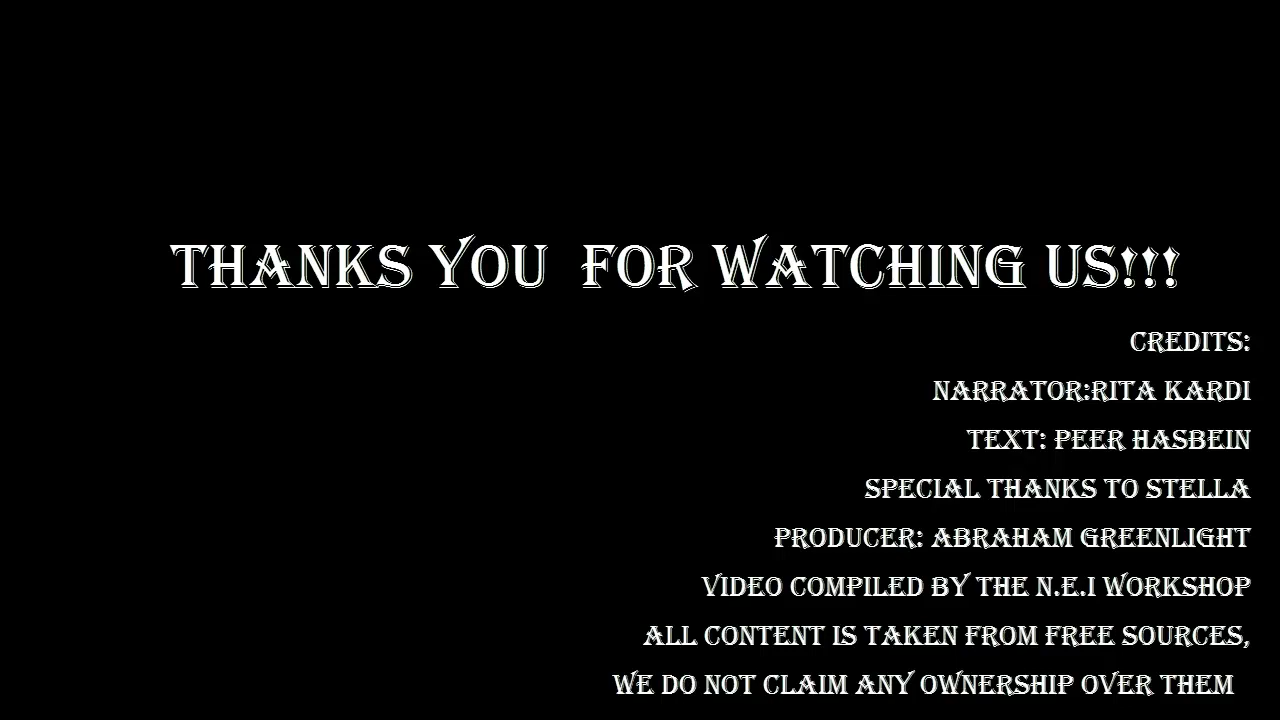 THANKS YOU  FOR WATCHING US!!!
CREDITS:
NARRATOR:RITA KARDI
TEXT: PEER HASBEIN
SPECIAL THANKS TO STELLA
PRODUCER: ABRAHAM GREENLIGHT
VIDEO COMPILED BY THE N.E.I WORKSHOP
ALL CONTENT IS TAKEN FROM FREE SOURCES,
WE DO NOT CLAIM ANY OWNERSHIP OVER THEM